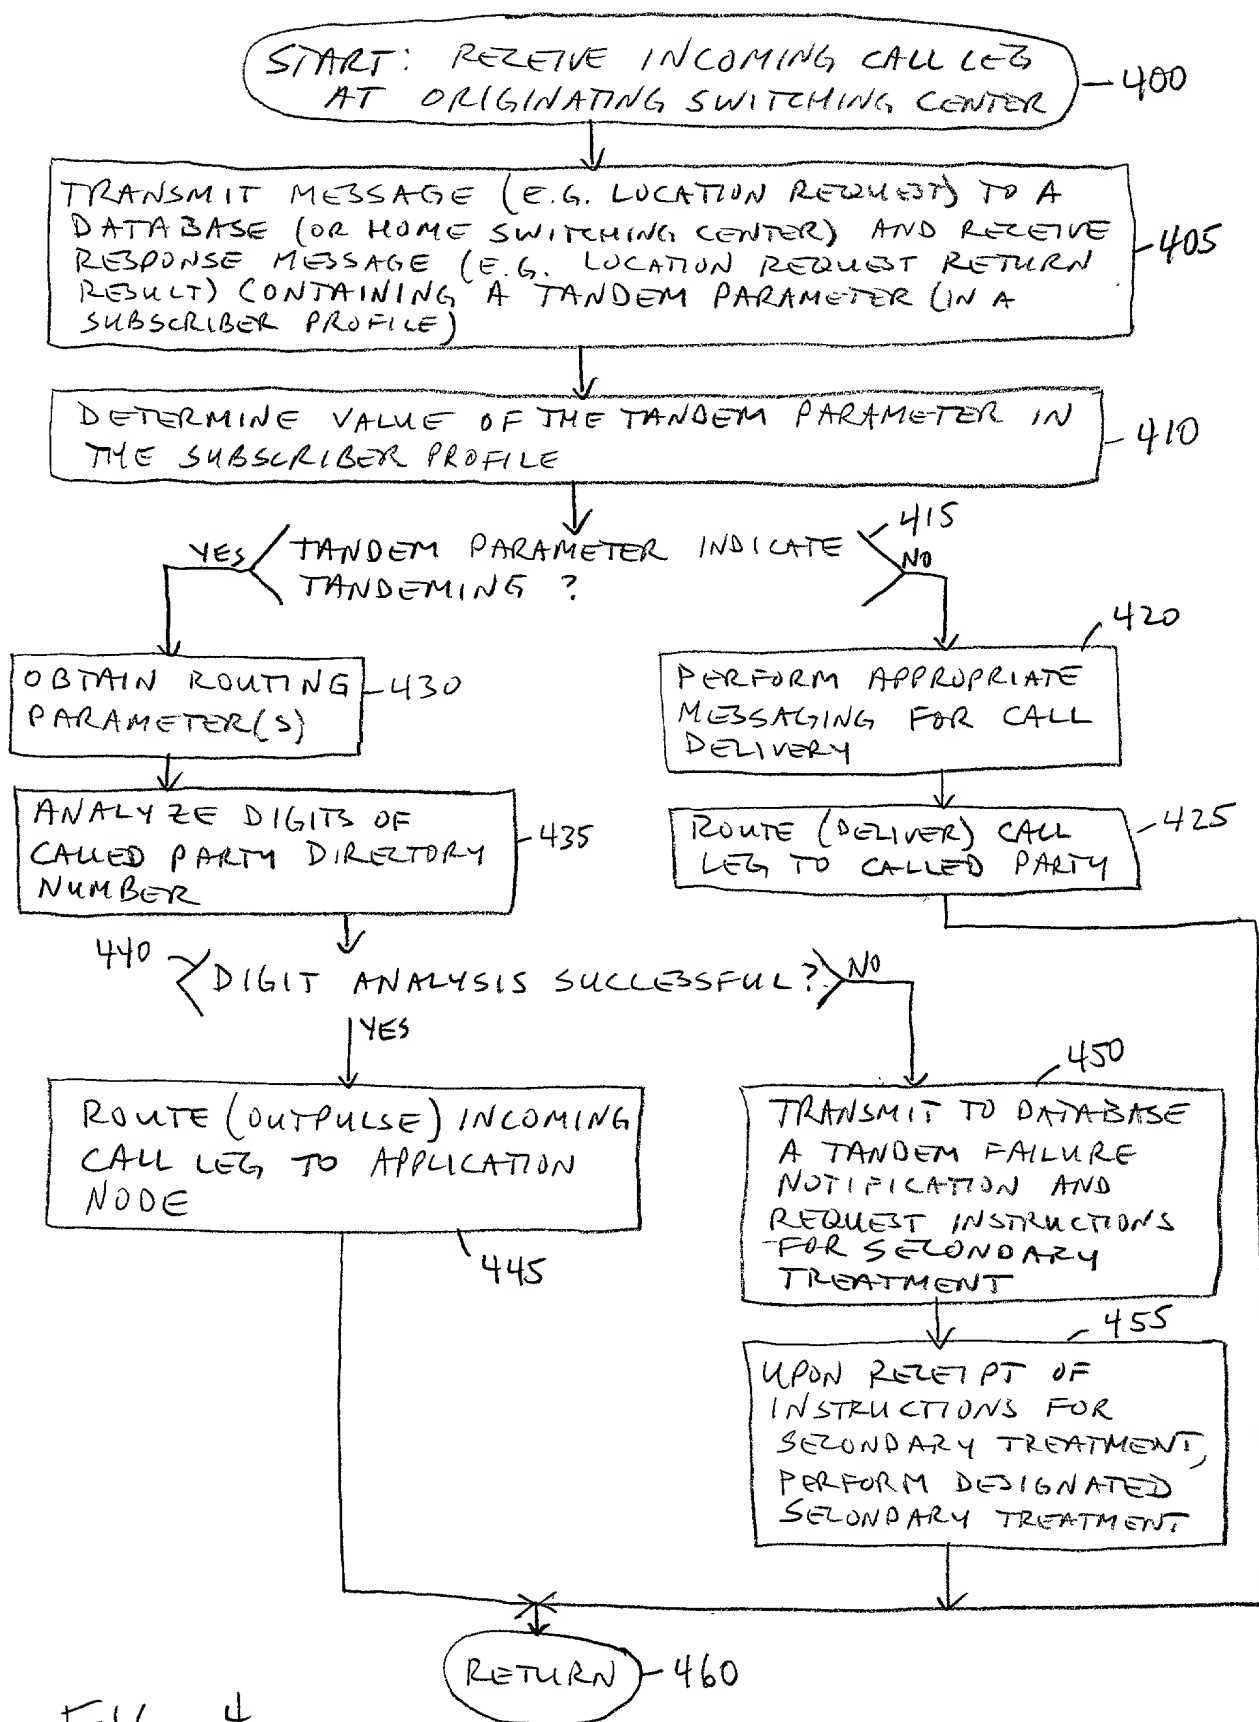 START: RECEIVE INCOMING CALL LEG
AT ORIGINATING SWITCHING CENTER
400
TRANSMIT MESSAGE (E.G. LOCATION REQUEST) TO A
DATABASE (OR HOME SWITCHING CENTER) AND RECEIVE
RESPONSE MESSAGE (E.G. LOCATION REQUEST RETURN
RESULT) CONTAINING A TANDEM PARAMETER (IN A
SUBSCRIBER PROFILE)
405
DETERMINE VALUE OF THE TANDEM PARAMETER IN
THE SUBSCRIBER PROFILE
410
415
YES
TANDEM PARAMETER INDICATE
TANDEMING ?
NO
420
OBTAIN ROUTING
PARAMETER(S)
430
PERFORM APPROPRIATE
MESSAGING FOR CALL
DELIVERY
ANALYZE DIGITS OF
CALLED PARTY DIRECTORY
NUMBER
435
ROUTE (DELIVER) CALL
LEG TO CALLED PARTY
425
440
DIGIT ANALYSIS SUCCESSFUL?
NO
YES
450
ROUTE (OUTPULSE) INCOMING
CALL LEG TO APPLICATION
NODE
445
TRANSMIT TO DATABASE
A TANDEM FAILURE
NOTIFICATION AND
REQUEST INSTRUCTIONS
FOR SECONDARY
TREATMENT
455
UPON RECEIPT OF
INSTRUCTIONS FOR
SECONDARY TREATMENT,
PERFORM DESIGNATED
SECONDARY TREATMENT
RETURN
460